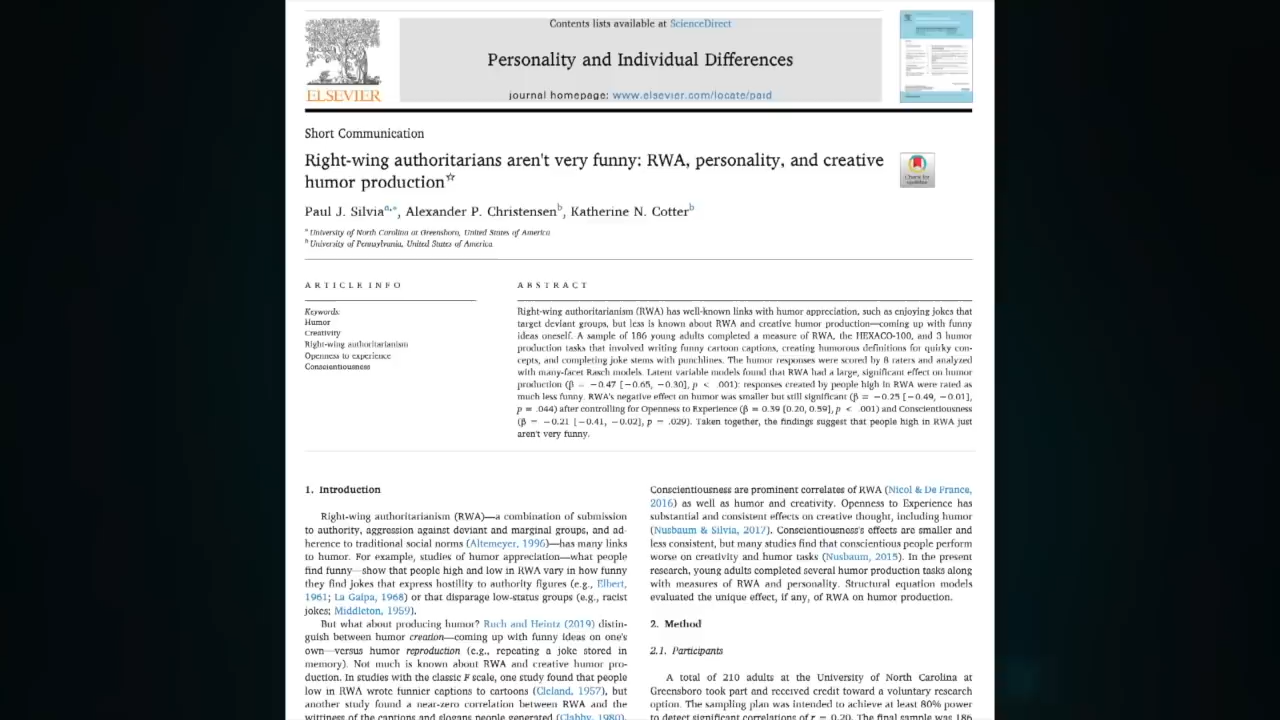 Contents lists available at ScienceDirect
Personality and Individual Differences
journal homepage: www.elsevier.com/locate/paid
ELSEVIER
Short Communication
Right-wing authoritarians aren't very funny: RWA, personality, and creative
humor production☆
Paul J. Silvia a,*, Alexander P. Christensen b, Katherine N. Cotter b
a University of North Carolina at Greensboro, United States of America
b University of Pennsylvania, United States of America
ARTICLE INFO
Keywords:
Humor
Creativity
Right-wing authoritarianism
Openness to experience
Conscientiousness
ABSTRACT
Right-wing authoritarianism (RWA) has well-known links with humor appreciation, such as enjoying jokes that
target deviant groups, but less is known about RWA and creative humor production—coming up with funny
ideas oneself. A sample of 186 young adults completed a measure of RWA, the HEXACO-100, and 3 humor
production tasks that involved writing funny cartoon captions, creating humorous definitions for quirky con-
cepts, and completing joke stems with punchlines. The humor responses were scored by 8 raters and analyzed
with many-facet Rasch models. Latent variable models found that RWA had a large, significant effect on humor
production (β = −0.47 [−0.65, −0.30], p < .001): responses created by people high in RWA were rated as
much less funny. RWA's negative effect on humor was smaller but still significant (β = −0.25 [−0.49, −0.01],
p = .044) after controlling for Openness to Experience (β = 0.39 [0.20, 0.59], p < .001) and Conscientiousness
(β = −0.21 [−0.41, −0.02], p = .029). Taken together, the findings suggest that people high in RWA just
aren't very funny.
1. Introduction
Right-wing authoritarianism (RWA)—a combination of submission
to authority, aggression against deviant and marginal groups, and ad-
herence to traditional social norms (Altemeyer, 1996)—has many links
to humor. For example, studies of humor appreciation—what people
find funny—show that people high and low in RWA vary in how funny
they find jokes that express hostility to authority figures (e.g., Elbert,
1961; La Gaipa, 1968) or that disparage low-status groups (e.g., racist
jokes; Middleton, 1959).
But what about producing humor? Ruch and Heintz (2019) distin-
guish between humor creation—coming up with funny ideas on one's
own—versus humor reproduction (e.g., repeating a joke stored in
memory). Not much is known about RWA and creative humor pro-
duction. In studies with the classic F scale, one study found that people
low in RWA wrote funnier captions to cartoons (Cleland, 1957), but
another study found a near-zero correlation between RWA and the
wittiness of the captions and slogans people generated (Clabby, 1980).
Conscientiousness are prominent correlates of RWA (Nicol & De France,
2016) as well as humor and creativity. Openness to Experience has
substantial and consistent effects on creative thought, including humor
(Nusbaum & Silvia, 2017). Conscientiousness's effects are smaller and
less consistent, but many studies find that conscientious people perform
worse on creativity and humor tasks (Nusbaum, 2015). In the present
research, young adults completed several humor production tasks along
with measures of RWA and personality. Structural equation models
evaluated the unique effect, if any, of RWA on humor production.
2. Method
2.1. Participants
A total of 210 adults at the University of North Carolina at
Greensboro took part and received credit toward a voluntary research
option. The sampling plan was intended to achieve at least 80% power
to detect significant correlations of r = 0.20. The final sample was 186